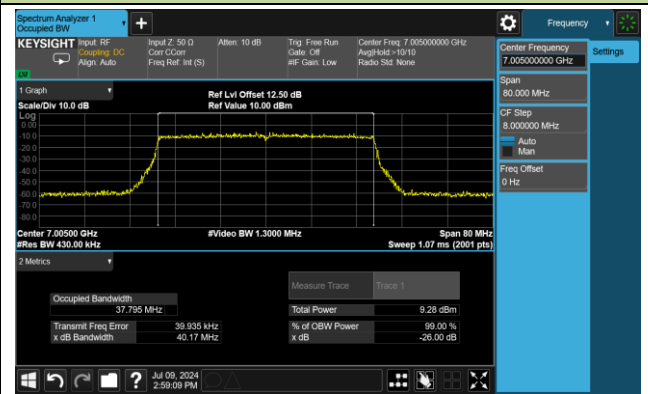 Spectrum Analyzer 1
Occupied BW
Frequency
KEYSIGHT
Input: RF
Coupling: DC
Align: Auto
Input Z: 50 Ω
Corr CCorr
Freq Ref: Int (S)
Atten: 10 dB
Trig: Free Run
Gate: Off
#IF Gain: Low
Center Freq: 7.005000000 GHz
Avg|Hold:>10/10
Radio Std: None
1 Graph
Scale/Div 10.0 dB
Ref Lvl Offset 12.50 dB
Ref Value 10.00 dBm
Log
0.00
-10.0
-20.0
-30.0
-40.0
-50.0
-60.0
-70.0
-80.0
Center 7.00500 GHz
#Res BW 430.00 kHz
#Video BW 1.3000 MHz
Span 80 MHz
Sweep 1.07 ms (2001 pts)
2 Metrics
Measure Trace
Trace 1
Occupied Bandwidth
37.795 MHz
Total Power
9.28 dBm
Transmit Freq Error
39.935 kHz
% of OBW Power
99.00 %
x dB Bandwidth
40.17 MHz
x dB
-26.00 dB
Center Frequency
7.005000000 GHz
Settings
Span
80.000 MHz
CF Step
8.000000 MHz
Auto
Man
Freq Offset
0 Hz
?
Jul 09, 2024
2:59:09 PM